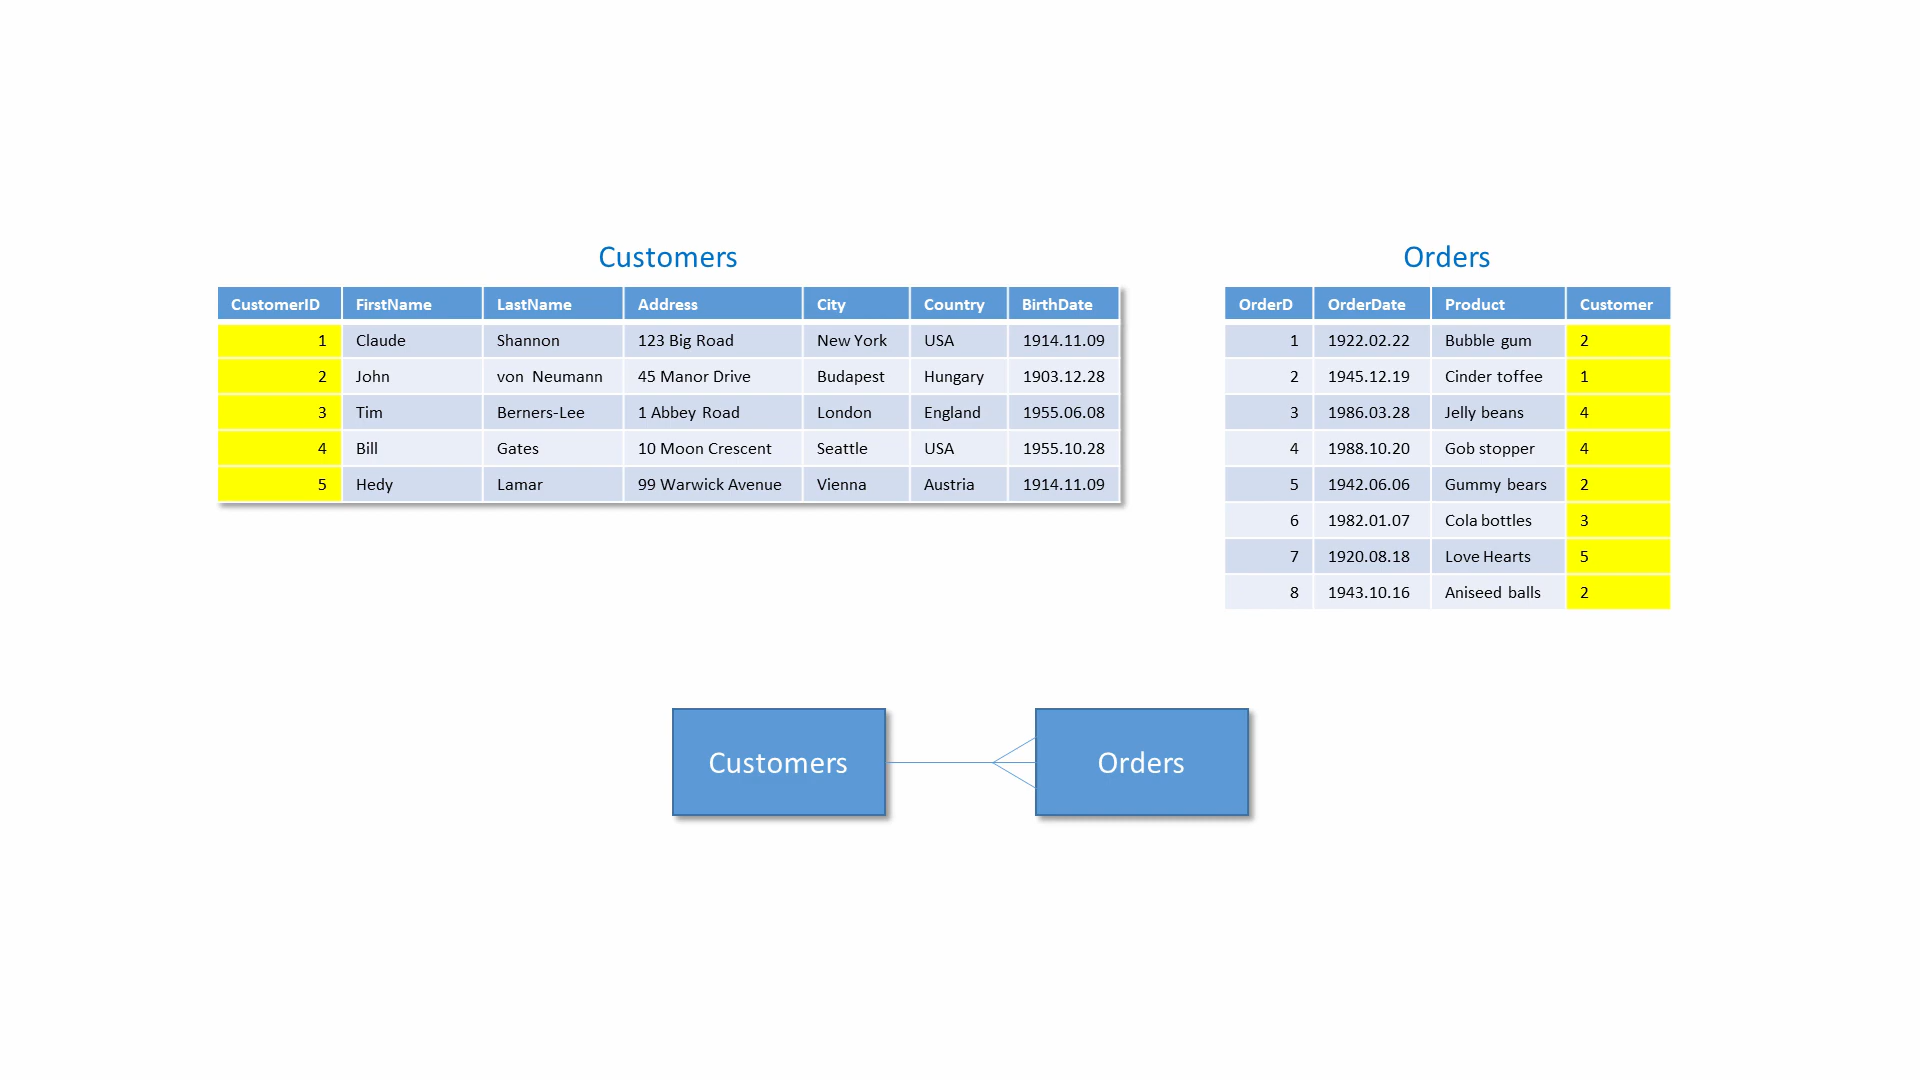 Customers
CustomerID FirstName LastName Address City Country BirthDate
1 Claude Shannon 123 Big Road New York USA 1914.11.09
2 John von Neumann 45 Manor Drive Budapest Hungary 1903.12.28
3 Tim Berners-Lee 1 Abbey Road London England 1955.06.08
4 Bill Gates 10 Moon Crescent Seattle USA 1955.10.28
5 Hedy Lamar 99 Warwick Avenue Vienna Austria 1914.11.09
Orders
OrderD OrderDate Product Customer
1 1922.02.22 Bubble gum 2
2 1945.12.19 Cinder toffee 1
3 1986.03.28 Jelly beans 4
4 1988.10.20 Gob stopper 4
5 1942.06.06 Gummy bears 2
6 1982.01.07 Cola bottles 3
7 1920.08.18 Love Hearts 5
8 1943.10.16 Aniseed balls 2
Customers
Orders